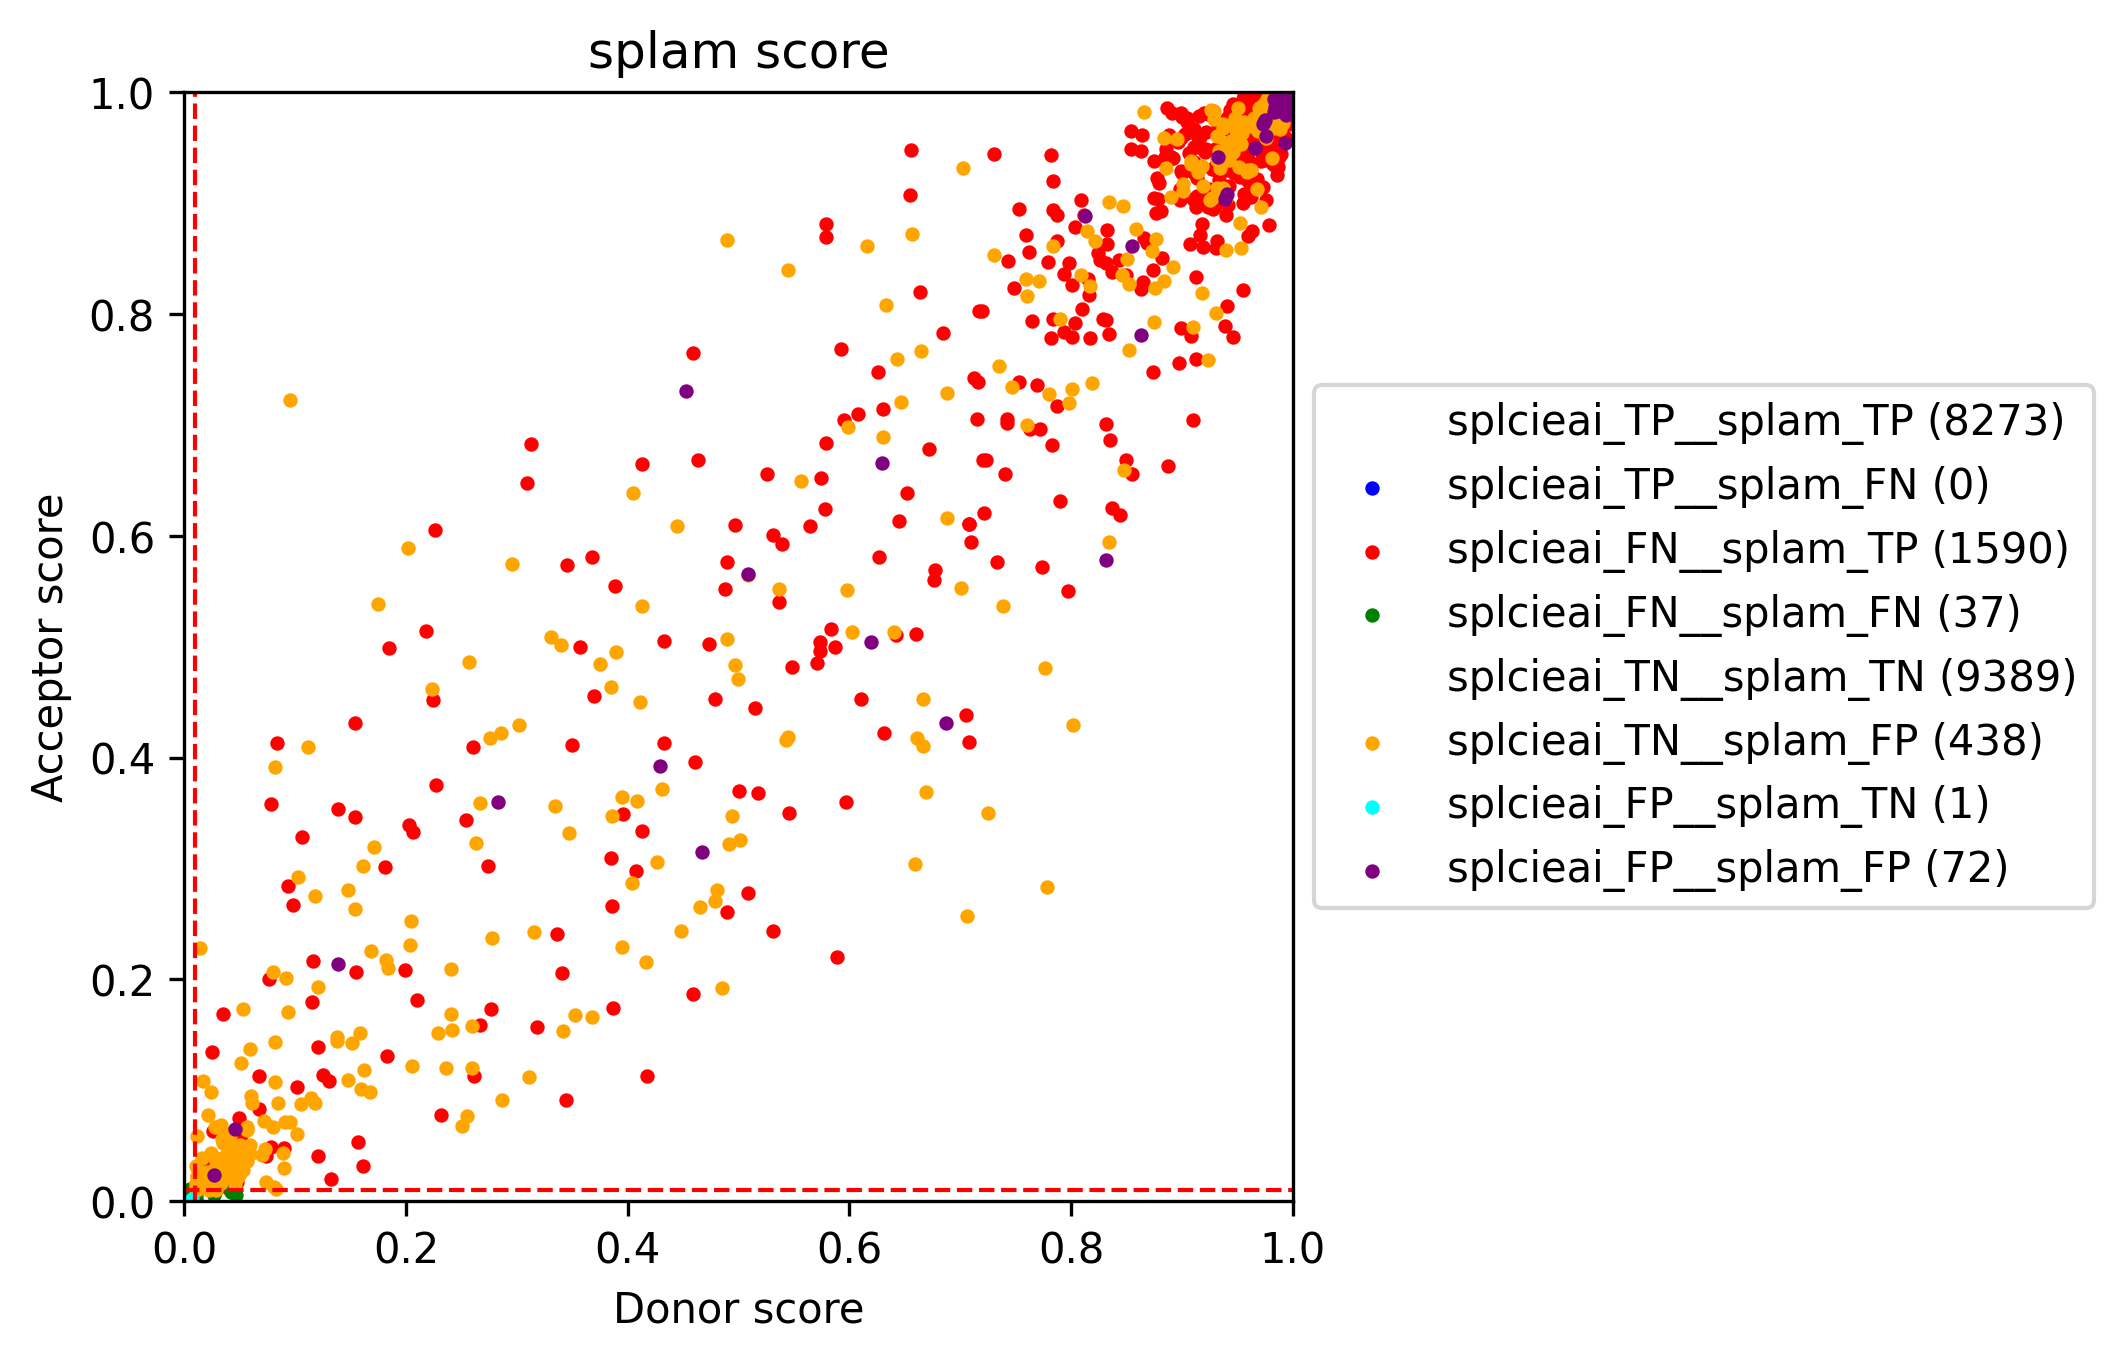 splam score
1.0
0.8
0.6
0.4
0.2
0.0
Acceptor score
0.0 0.2 0.4 0.6 0.8 1.0
Donor score
splcieai_TP__splam_TP (8273)
splcieai_TP__splam_FN (0)
splcieai_FN__splam_TP (1590)
splcieai_FN__splam_FN (37)
splcieai_TN__splam_TN (9389)
splcieai_TN__splam_FP (438)
splcieai_FP__splam_TN (1)
splcieai_FP__splam_FP (72)